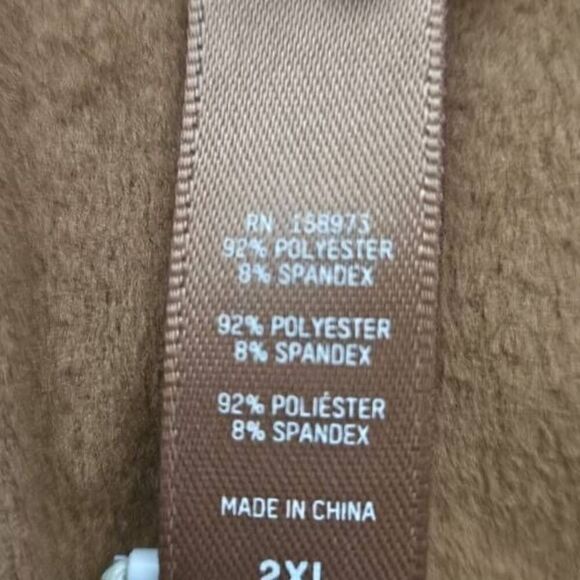 RN 158973
92% POLYESTER
8% SPANDEX
92% POLYESTER
8% SPANDEX
92% POLIÉSTER
8% SPANDEX
MADE IN CHINA
2XL